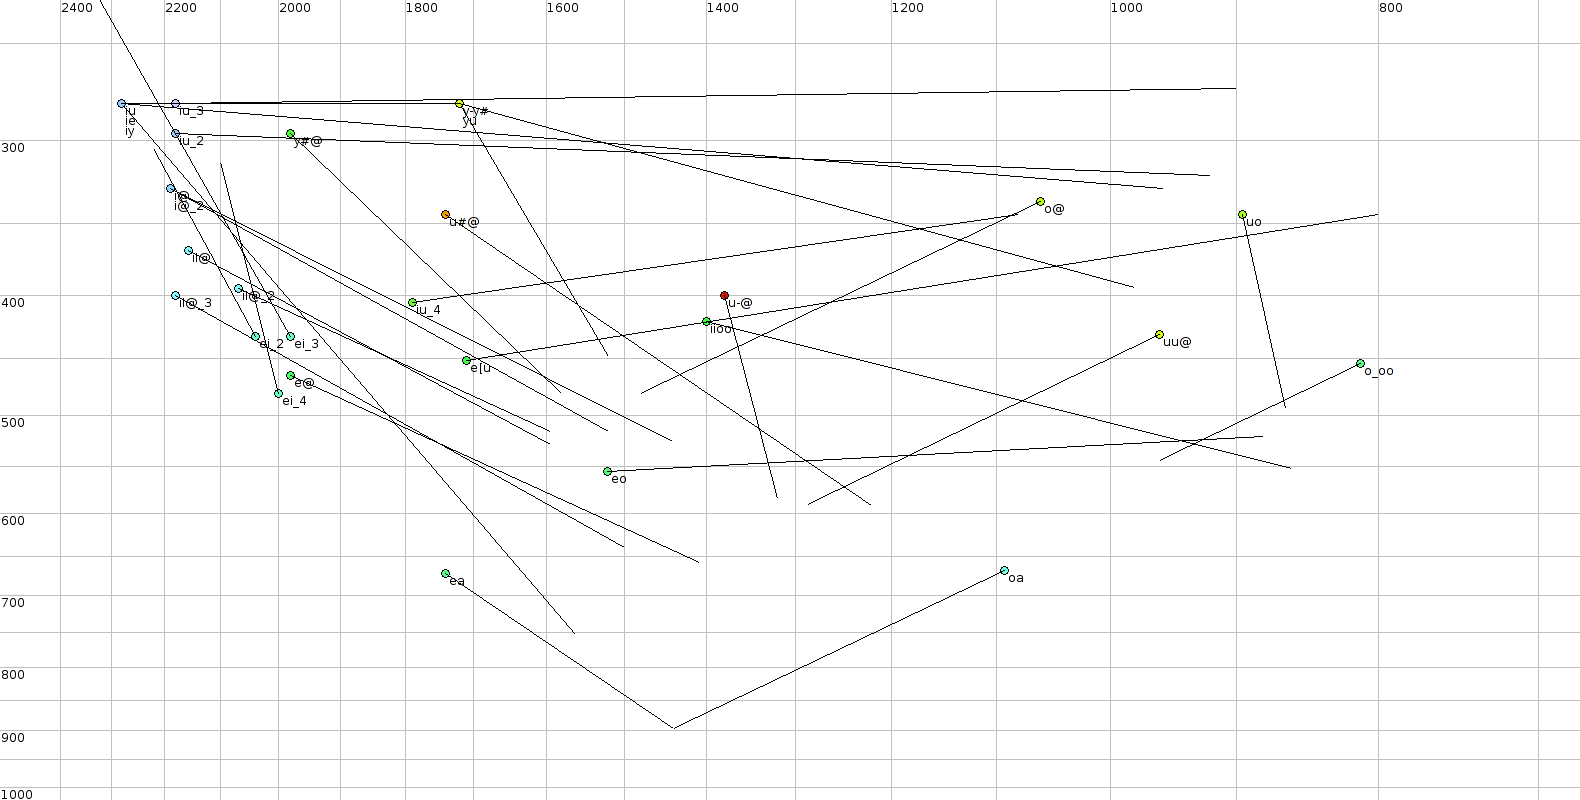 2400 2200 2000 1800 1600 1400 1200 1000 800
iu iu_3 y-y#
ie yu
iy iu_2 y#@
300
i@
i@_2 o@
u#@ uo
ii@
ii@_2
400 ii@_3 iu_4 u-@
iioo
ei_2 ei_3 uu@
e[u o_oo
e@
ei_4
500
eo
600
ea oa
700
800
900
1000